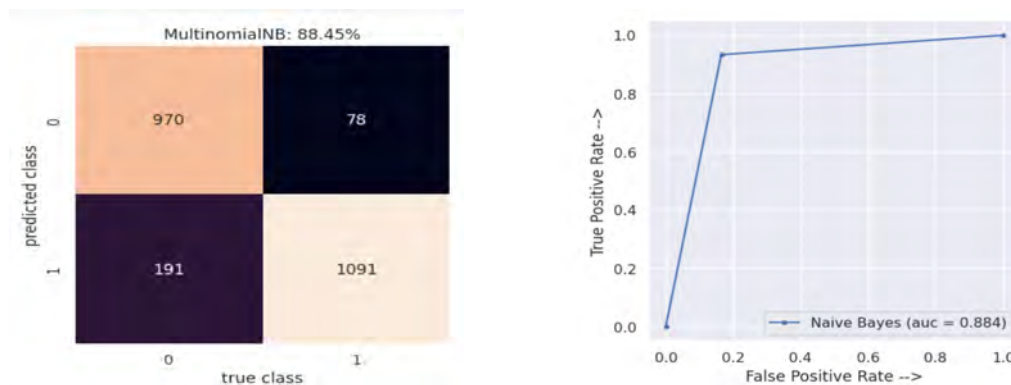 MultinomialNB: 88.45%
predicted class
0
970
78
1
191
1091
0
1
true class
True Positive Rate -->
1.0
0.8
0.6
0.4
0.2
0.0
Naive Bayes (auc = 0.884)
0.0 0.2 0.4 0.6 0.8 1.0
False Positive Rate -->